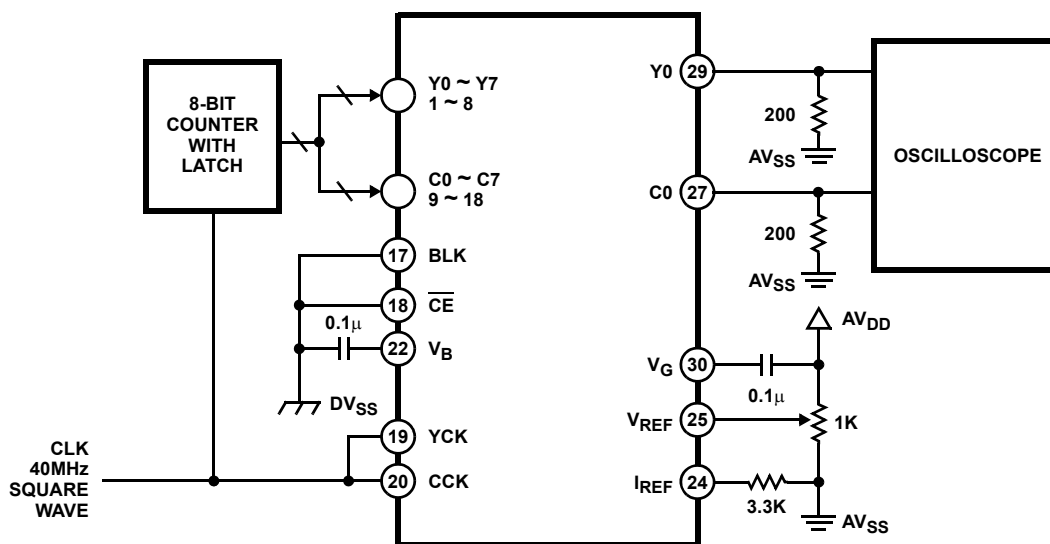 8-BIT
COUNTER
WITH
LATCH
Y0 ~ Y7
1 ~ 8
C0 ~ C7
9 ~ 18
17
BLK
18
CE
0.1µ
22
VB
DVSS
19
YCK
20
CCK
CLK
40MHz
SQUARE
WAVE
Y0
29
200
AVSS
C0
27
200
AVSS
OSCILLOSCOPE
AVDD
VG
30
0.1µ
VREF
25
1K
IREF
24
3.3K
AVSS